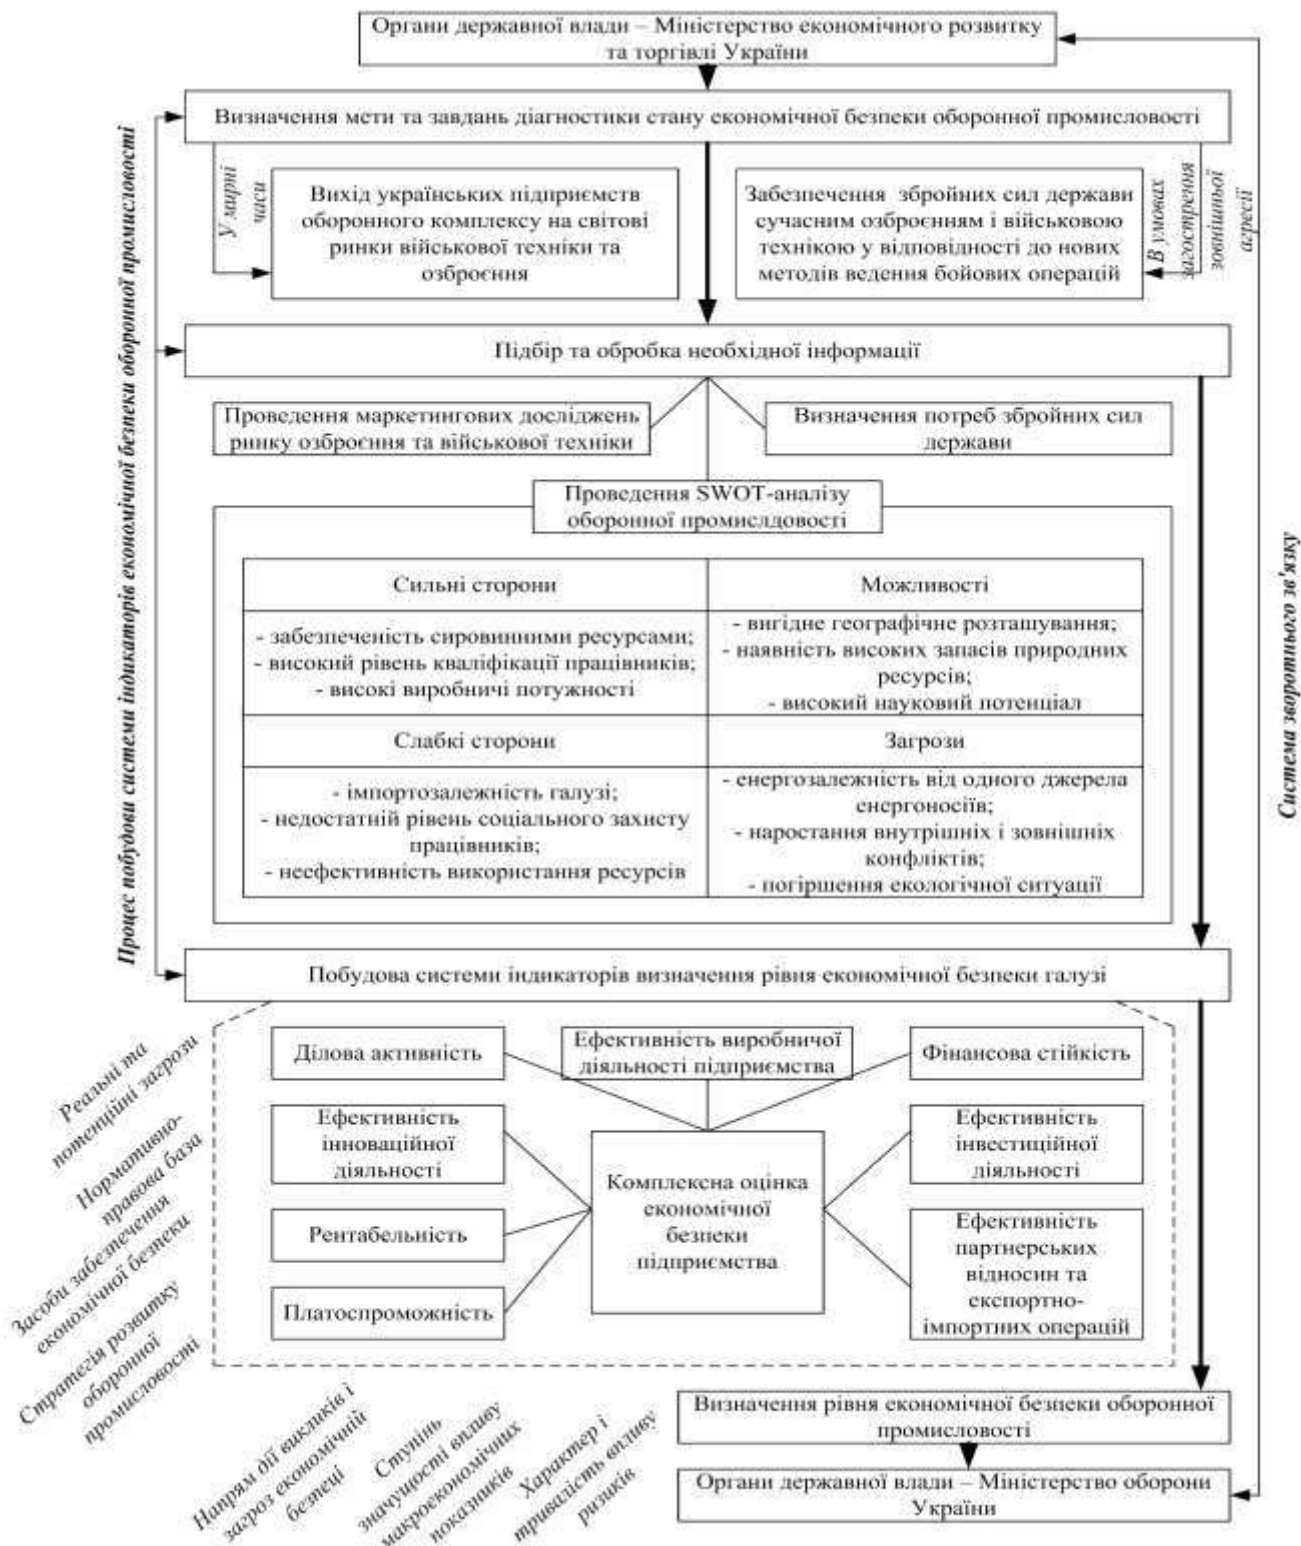 Органи державної влади – Міністерство економічного розвитку
та торгівлі України
Визначення мети та завдань діагностики стану економічної безпеки оборонної промисловості
У мирні
часи
Вихід українських підприємств
оборонного комплексу на світові
ринки військової техніки та
озброєння
Забезпечення збройних сил держави
сучасним озброєнням і військовою
технікою у відповідності до нових
методів ведення бойових операцій
В умовах
загострення
зовнішньої
агресії
Підбір та обробка необхідної інформації
Проведення маркетингових досліджень
ринку озброєння та військової техніки
Визначення потреб збройних сил
держави
Проведення SWOT-аналізу
оборонної промислдовості
Сильні сторони
Можливості
- забезпеченість сировинними ресурсами;
- високий рівень кваліфікації працівників;
- високі виробничі потужності
- вигідне географічне розташування;
- наявність високих запасів природних
ресурсів;
- високий науковий потенціал
Слабкі сторони
Загрози
- імпортозалежність галузі;
- недостатній рівень соціального захисту
працівників;
- неефективність використання ресурсів
- енергозалежність від одного джерела
енергоносіїв;
- наростання внутрішніх і зовнішніх
конфліктів;
- погіршення екологічної ситуації
Процес побудови системи індикаторів економічної безпеки оборонної промисловості
Система зворотнього зв'язку
Побудова системи індикаторів визначення рівня економічної безпеки галузі
Ділова активність
Ефективність виробничої
діяльності підприємства
Фінансова стійкість
Ефективність
інноваційної
діяльності
Ефективність
інвестиційної
діяльності
Комплексна оцінка
економічної
безпеки
підприємства
Рентабельність
Платоспроможність
Ефективність
партнерських
відносин та
експортно-
імпортних операцій
Реальні та
потенційні загрози
Нормативно-
правова база
Засоби забезпечення
економічної безпеки
Стратегія розвитку
оборонної
промисловості
Напрям дії викликів і
загроз економічній
безпеці
Ступінь
значущості впливу
макроекономічних
показників
Характер і
тривалість впливу
ризиків
Визначення рівня економічної безпеки оборонної
промисловості
Органи державної влади – Міністерство оборони
України